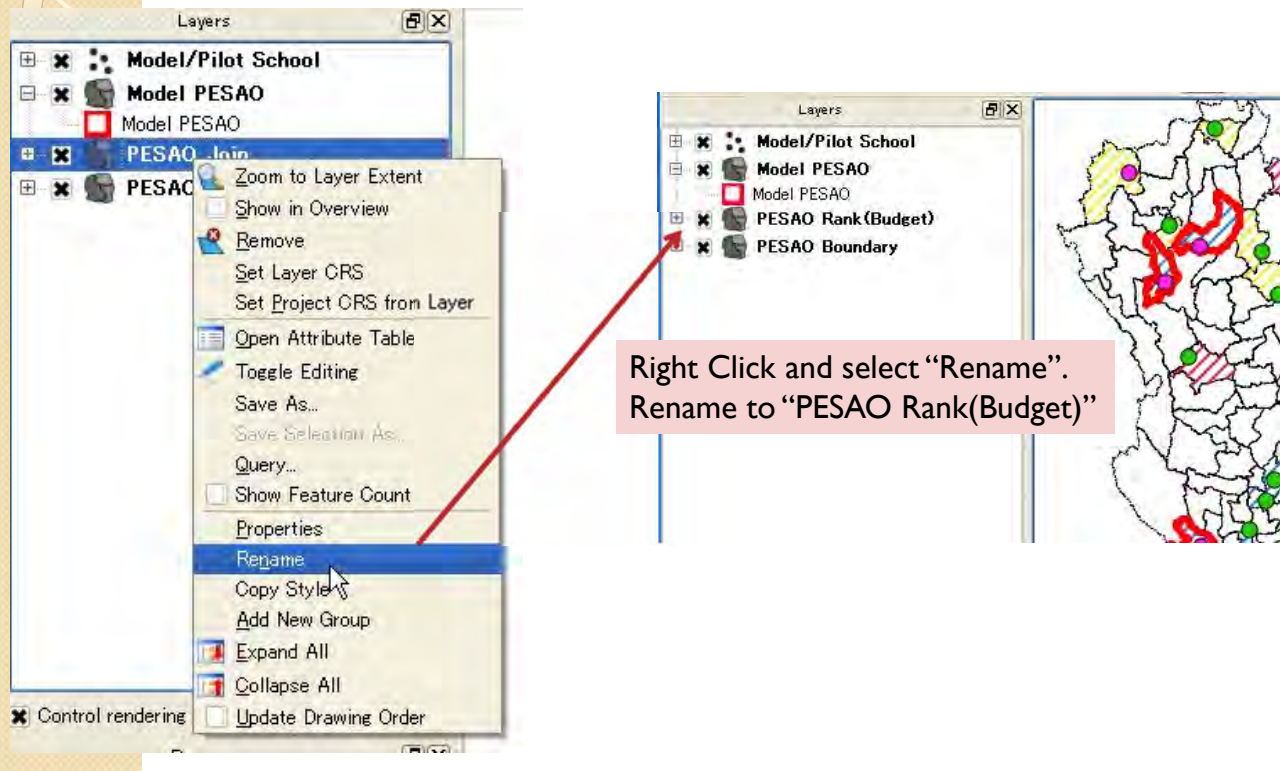 Layers
Model/Pilot School
Model PESAO
Model PESAO
PESAO Join
PESAO
Zoom to Layer Extent
Show in Overview
Remove
Set Layer CRS
Set Project CRS from Layer
Open Attribute Table
Toggle Editing
Save As...
Save Selection As...
Query...
Show Feature Count
Properties
Rename
Copy Style
Add New Group
Expand All
Collapse All
Update Drawing Order
Control rendering
Layers
Model/Pilot School
Model PESAO
Model PESAO
PESAO Rank(Budget)
PESAO Boundary
Right Click and select “Rename”.
Rename to “PESAO Rank(Budget)”